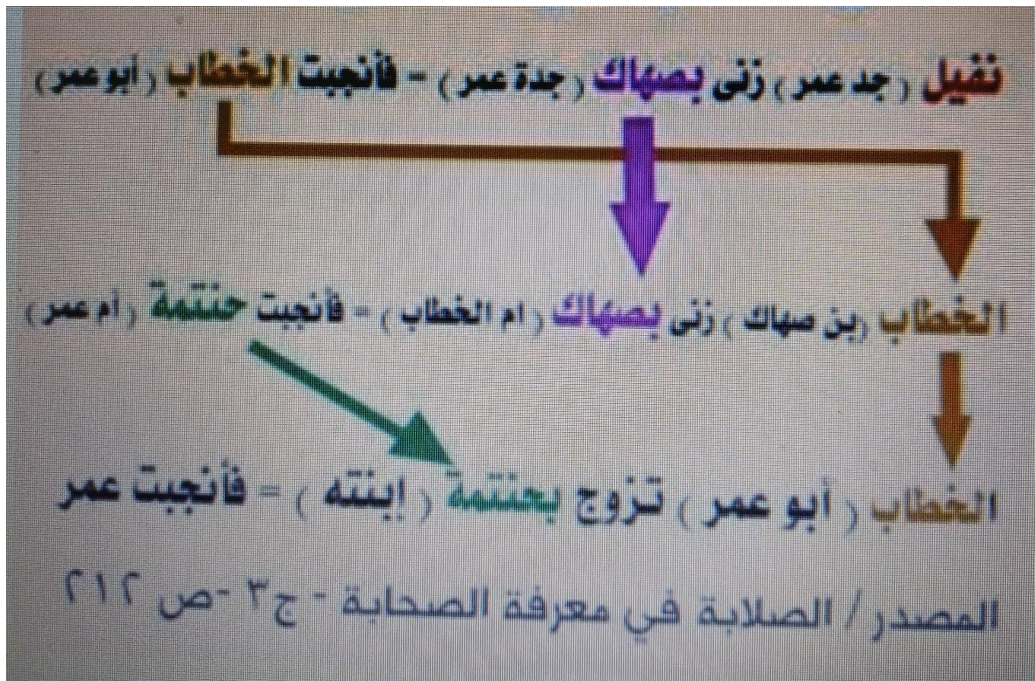 نفيل (جد عمر) زنى بصهاك (جدة عمر) - فأنجبت الخطاب (أبو عمر)
الخطاب (بن صهاك) زنى بصهاك (ام الخطاب) - فأنجبت حنتمة (أم عمر)
الخطاب (أبو عمر) تزوج بحنتمة (إبنته) = فأنجبت عمر
المصدر / الصلابة في معرفة الصحابة - ج٣ -ص ٢١٢